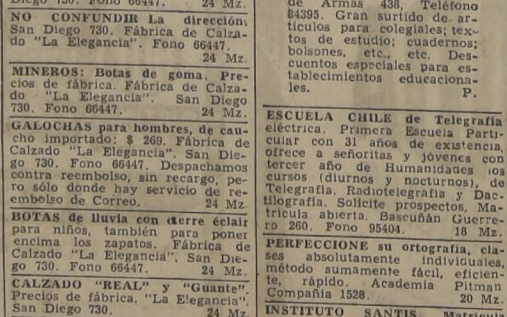 Diego 730. Fono 66447.
24 Mz.
NO CONFUNDIR La dirección:
San Diego 730. Fábrica de Calza-
do "La Elegancia". Fono 66447.
24 Mz.
MINEROS: Botas de goma. Pre-
cios de fábrica. Fábrica de Calza-
do "La Elegancia". San Diego
730. Fono 66447. 24 Mz.
GALOCHAS para hombres, de cau-
cho importado: $ 269. Fábrica de
Calzado "La Elegancia". San Die-
go 730. Fono 66447. Despachamos
contra reembolso, sin recargo, pe-
ro sólo donde hay servicio de re-
embolso de Correo. 24 Mz.
BOTAS de lluvia con cierre éclair
para niños, también para poner
encima los zapatos. Fábrica de
Calzado "La Elegancia". San Die-
go 730. Fono 66447. 24 Mz.
CALZADO "REAL" y "Guante".
Precios de fábrica. "La Elegancia".
San Diego 730. 24 Mz.
de Armas 438, Teléfono
84395. Gran surtido de ar-
tículos para colegiales; tex-
tos de estudio; cuadernos;
bolsones, etc., etc. Des-
cuentos especiales para es-
tablecimientos educaciona-
les. P.
ESCUELA CHILE de Telegrafía
eléctrica. Primera Escuela Parti-
cular con 31 años de existencia,
ofrece a señoritas y jóvenes con
tercer año de Humanidades los
cursos (diurnos y nocturnos), de
Telegrafía, Radiotelegrafía y Dac-
tilografía. Solicite prospectos. Ma-
trícula abierta. Bascuñán Guerre-
ro 260. Fono 95404. 18 Mz.
PERFECCIONE su ortografía, cla-
ses absolutamente individuales,
método sumamente fácil, eficien-
te, rápido. Academia Pitman
Compañía 1528. 20 Mz.
INSTITUTO SANTIS Matrícula